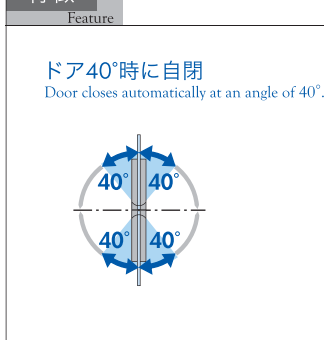 Feature
ドア40°時に自閉
Door closes automatically at an angle of 40°.
40° 40°
40° 40°